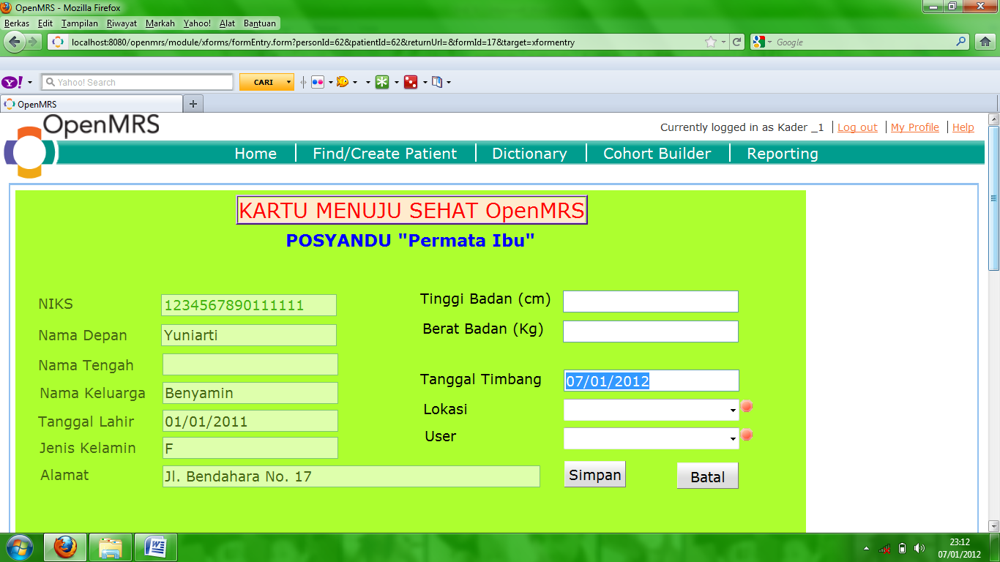 OpenMRS - Mozilla Firefox
Berkas Edit Tampilan Riwayat Markah Yahoo! Alat Bantuan
localhost:8080/openmrs/module/xforms/formEntry.form?personId=62&patientId=62&returnUrl=&formId=17&target=xformentry
Google
Y! Yahoo! Search CARI
OpenMRS
OpenMRS
Currently logged in as Kader _1 Log out My Profile Help
Home Find/Create Patient Dictionary Cohort Builder Reporting
KARTU MENUJU SEHAT OpenMRS
POSYANDU "Permata Ibu"
NIKS 1234567890111111
Nama Depan Yuniarti
Nama Tengah
Nama Keluarga Benyamin
Tanggal Lahir 01/01/2011
Jenis Kelamin F
Alamat Jl. Bendahara No. 17
Tinggi Badan (cm)
Berat Badan (Kg)
Tanggal Timbang 07/01/2012
Lokasi
User
Simpan Batal
23:12
07/01/2012